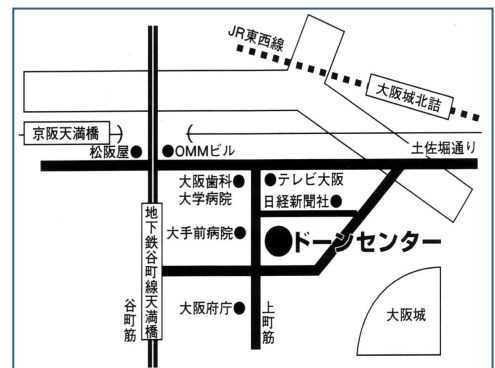 JR東西線
大阪城北詰
京阪天満橋
松阪屋
OMMビル
土佐堀通り
大阪歯科
大学病院
テレビ大阪
日経新聞社
大手前病院
ドーンセンター
地下鉄谷町線天満橋
谷町筋
大阪府庁
上町筋
大阪城